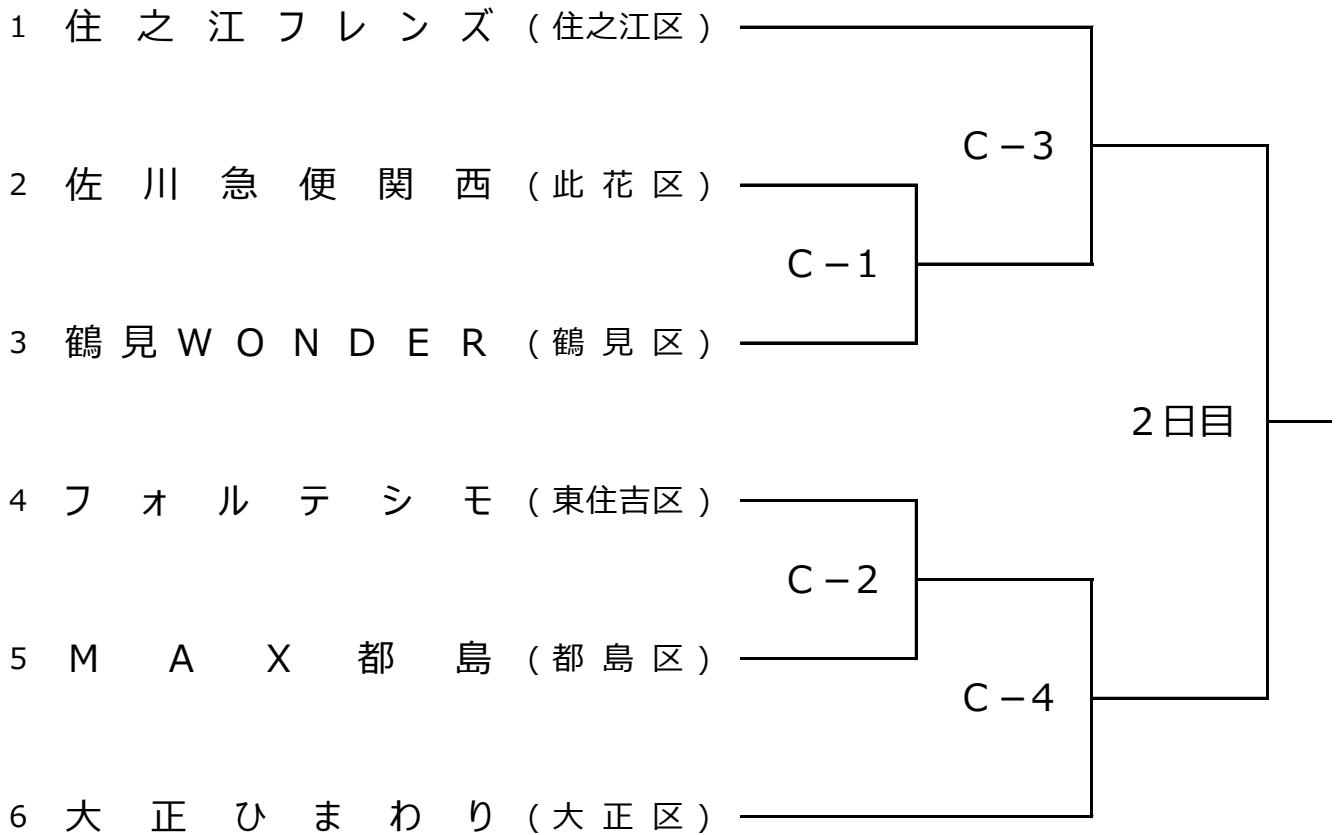 1 住之江フレンズ (住之江区)
C－3
2 佐川急便関西 (此花区)
C－1
3 鶴見WONDER (鶴見区)
2日目
4 フォルテシモ (東住吉区)
C－2
5 MAX都島 (都島区)
C－4
6 大正ひまわり (大正区)